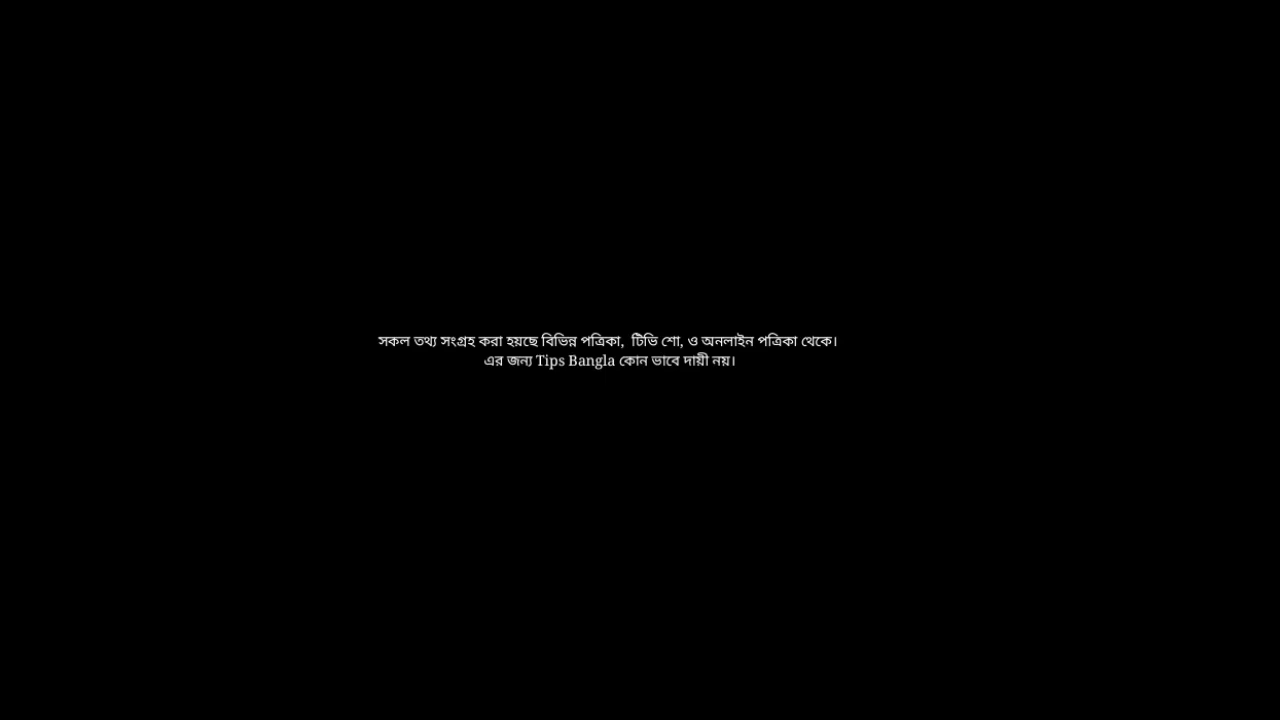 সকল তথ্য সংগ্রহ করা হয়ছে বিভিন্ন পত্রিকা,  টিভি শো, ও অনলাইন পত্রিকা থেকে।
এর জন্য Tips Bangla কোন ভাবে দায়ী নয়।